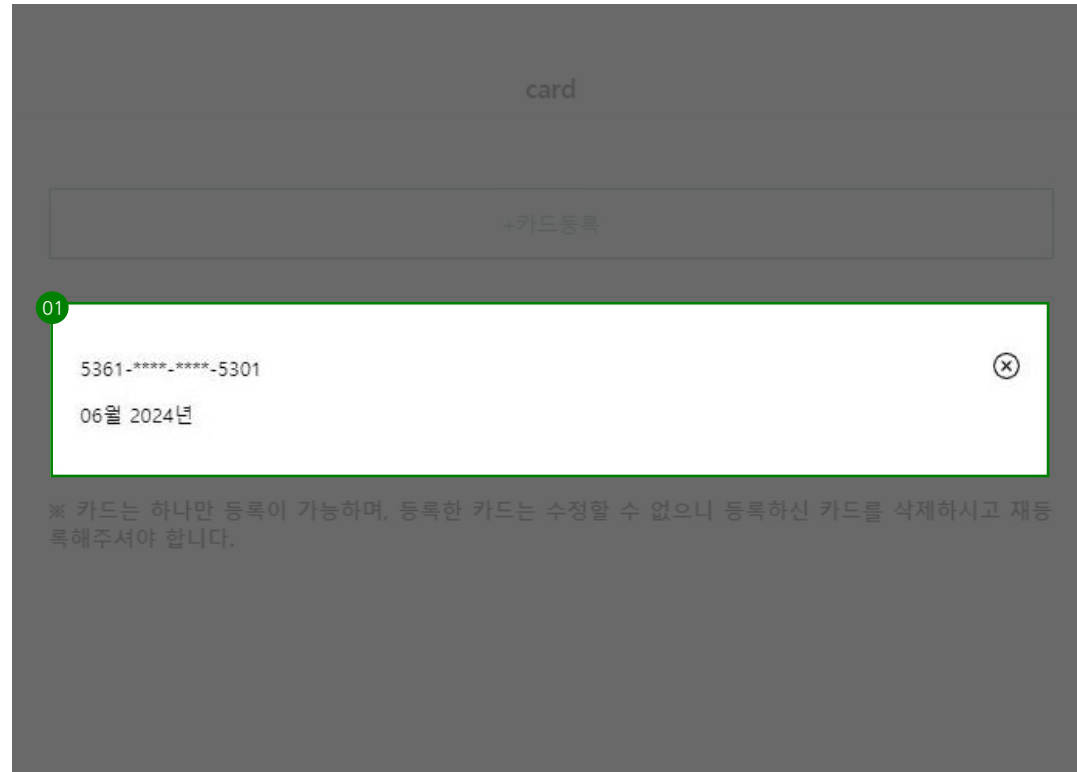 card
+카드등록
01
5361-****-****-5301
06월 2024년
※ 카드는 하나만 등록이 가능하며, 등록한 카드는 수정할 수 없으니 등록하신 카드를 삭제하시고 재등
록해주셔야 합니다.